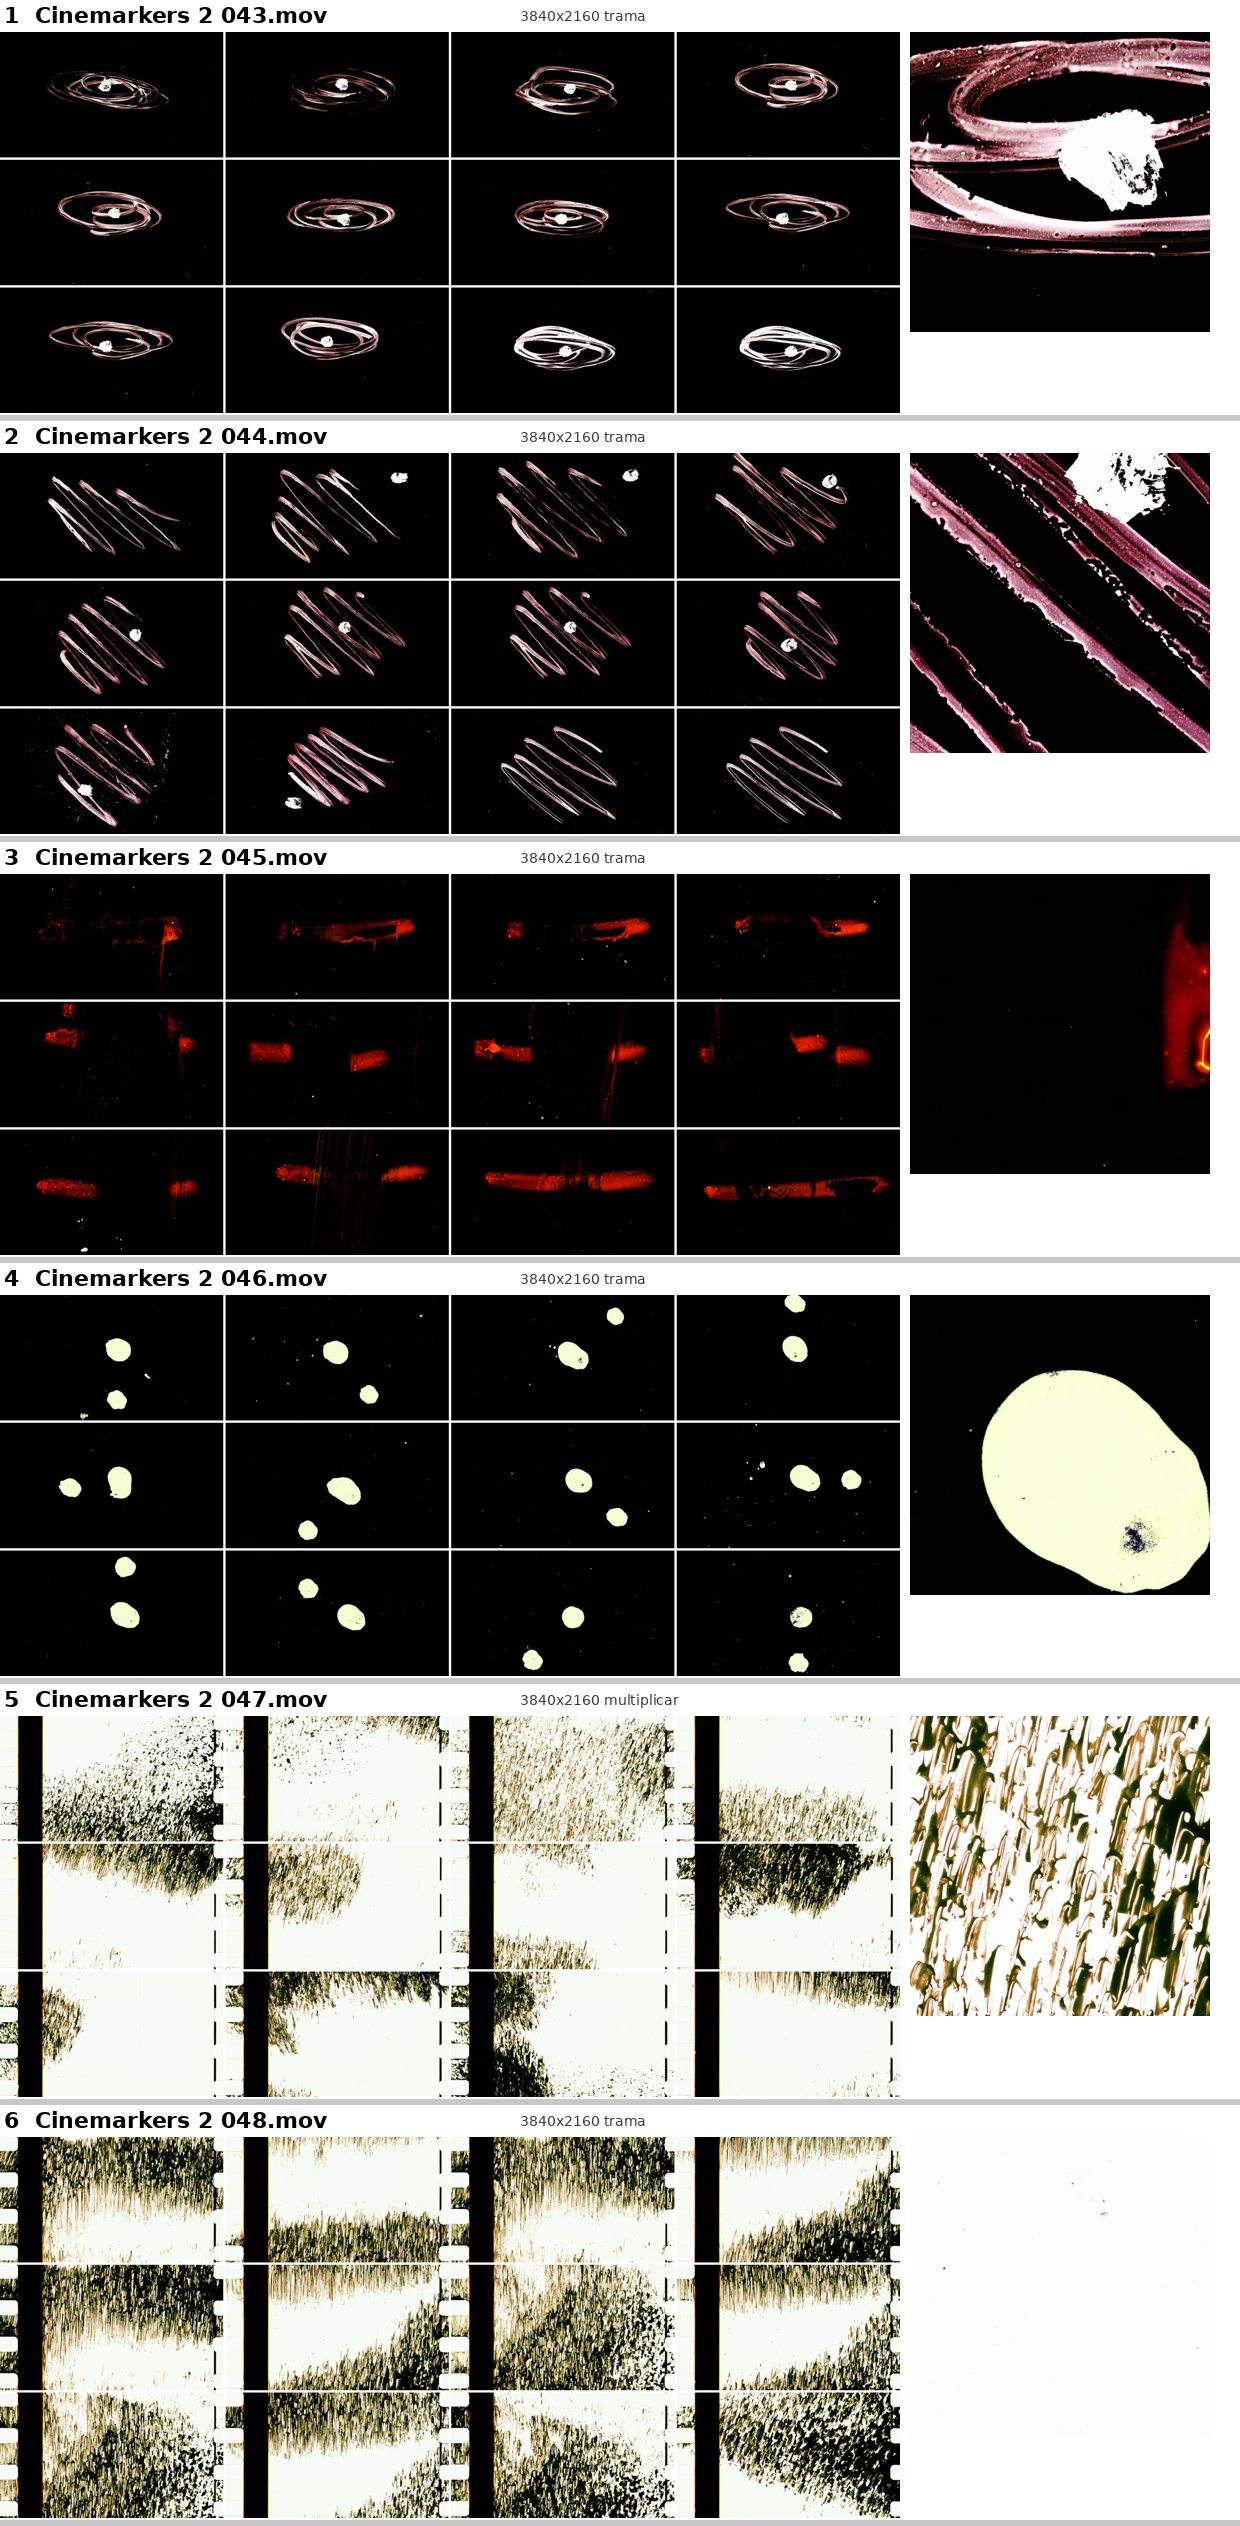 1 Cinemarkers 2 043.mov 3840x2160 trama
2 Cinemarkers 2 044.mov 3840x2160 trama
3 Cinemarkers 2 045.mov 3840x2160 trama
4 Cinemarkers 2 046.mov 3840x2160 trama
5 Cinemarkers 2 047.mov 3840x2160 multiplicar
6 Cinemarkers 2 048.mov 3840x2160 trama